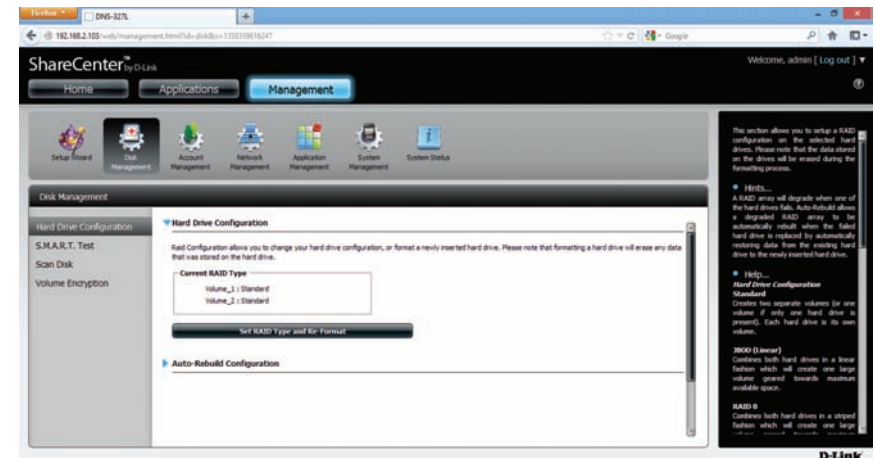 Firefox
DNS-327L
+
192.168.2.105/web/management.html?id=disk&v=1358339616247
Google
ShareCenter™ by D-Link
Welcome, admin [ Log out ]
Home
Applications
Management
Setup Wizard
Disk Management
Account Management
Network Management
Application Management
System Management
System Status
Disk Management
Hard Drive Configuration
S.M.A.R.T. Test
Scan Disk
Volume Encryption
Hard Drive Configuration
Raid Configuration allows you to change your hard drive configuration, or format a newly inserted hard drive. Please note that formatting a hard drive will erase any data
that was stored on the hard drive.
Current RAID Type
Volume_1 : Standard
Volume_2 : Standard
Set RAID Type and Re-Format
Auto-Rebuild Configuration
This section allows you to setup a RAID
configuration on the selected hard
drives. Please note that the data stored
on the drives will be erased during the
formatting process.
Hints...
A RAID array will degrade when one of
the hard drives fails. Auto-Rebuild allows
a degraded RAID array to be
automatically rebuilt when the failed
hard drive is replaced by automatically
restoring data from the existing hard
drive to the newly inserted hard drive.
Help...
Hard Drive Configuration
Standard
Creates two separate volumes (or one
volume if only one hard drive is
present). Each hard drive is its own
volume.
JBOD (Linear)
Combines both hard drives in a linear
fashion which will create one large
volume geared towards maximum
available space.
RAID 0
Combines both hard drives in a striped
fashion which will create one large
D-Link